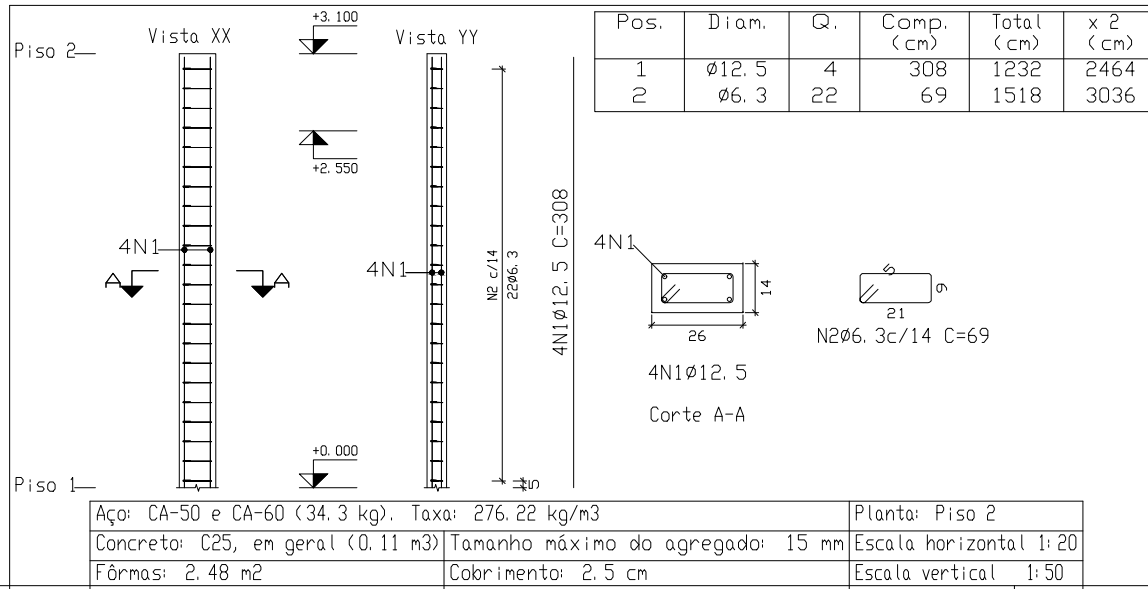 Piso 2
Vista XX
+3.100
Vista YY
+2.550
4N1
4N1
A
A
N2 c/14
22Ø6.3
4N1Ø12.5 C=308
+0.000
5
Piso 1
Pos. Diam. Q. Comp. (cm) Total (cm) x 2 (cm)
1 Ø12.5 4 308 1232 2464
2 Ø6.3 22 69 1518 3036
4N1
14
26
4N1Ø12.5
Corte A-A
5
9
21
N2Ø6.3c/14 C=69
Aço: CA-50 e CA-60 (34.3 kg). Taxa: 276.22 kg/m3
Planta: Piso 2
Concreto: C25, em geral (0.11 m3)
Tamanho máximo do agregado: 15 mm
Escala horizontal 1:20
Fôrmas: 2.48 m2
Cobrimento: 2.5 cm
Escala vertical 1:50